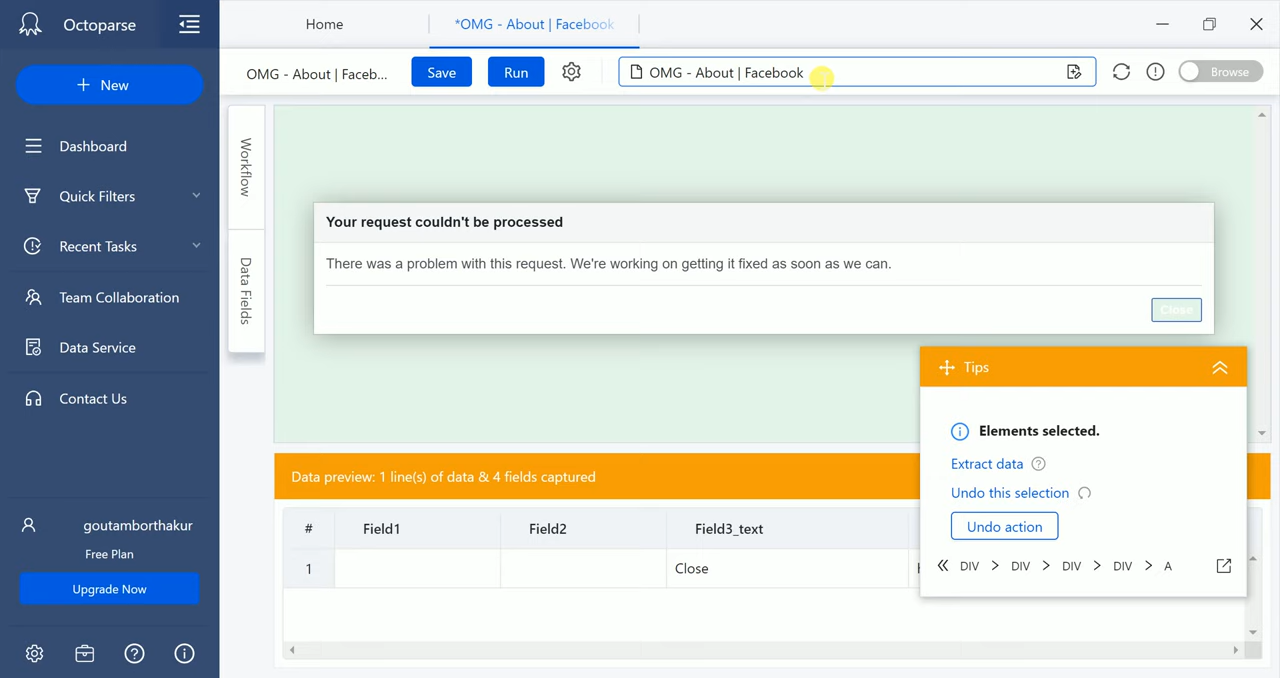 Octoparse
Home
*OMG - About | Facebook
OMG - About | Faceb...
Save
Run
OMG - About | Facebook
Browse
New
Dashboard
Quick Filters
Recent Tasks
Team Collaboration
Data Service
Contact Us
goutamborthakur
Free Plan
Upgrade Now
Workflow
Data Fields
Your request couldn't be processed
There was a problem with this request. We're working on getting it fixed as soon as we can.
Close
Tips
Elements selected.
Extract data
Undo this selection
Undo action
DIV > DIV > DIV > DIV > A
Data preview: 1 line(s) of data & 4 fields captured
# Field1 Field2 Field3_text
1 Close